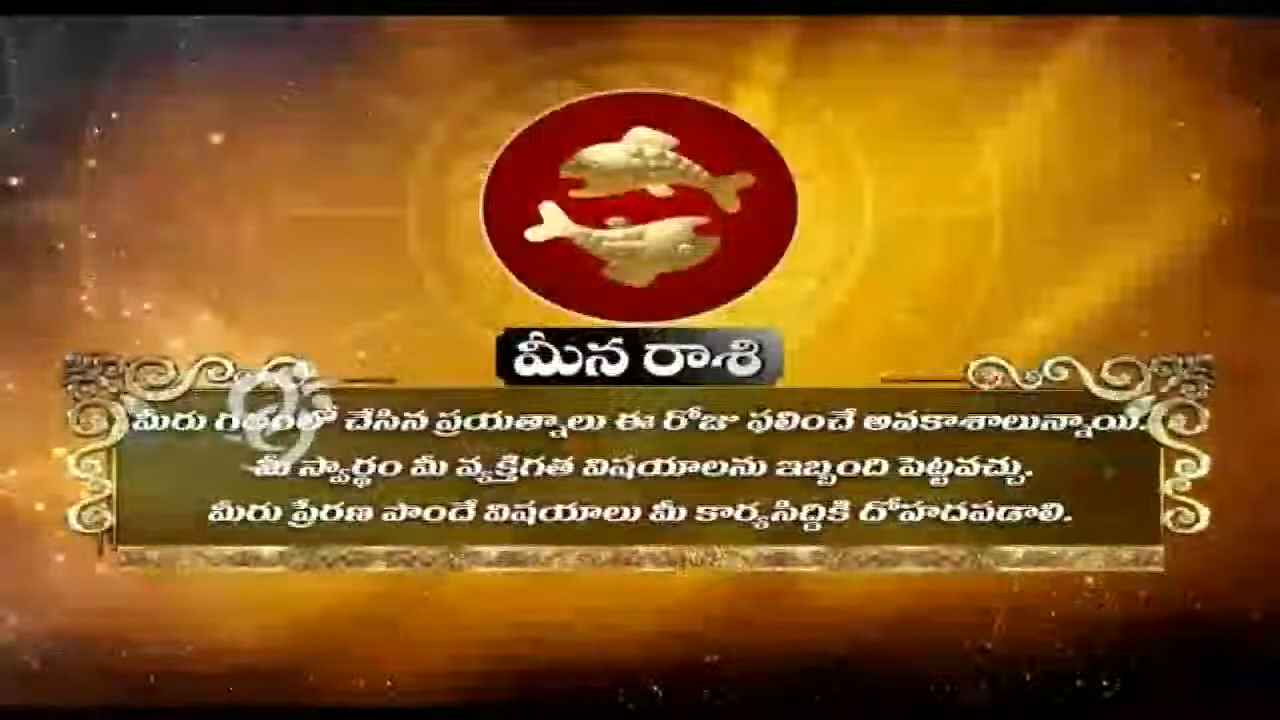 మీన రాశి
మీరు గతంలో చేసిన ప్రయత్నాలు ఈ రోజు ఫలించే అవకాశాలున్నాయి.
మీ స్వార్థం మీ వ్యక్తిగత విషయాలను ఇబ్బంది పెట్టవచ్చు.
మీరు ప్రేరణ పొందే విషయాలు మీ కార్యసిద్దికి దోహదపడాలి.